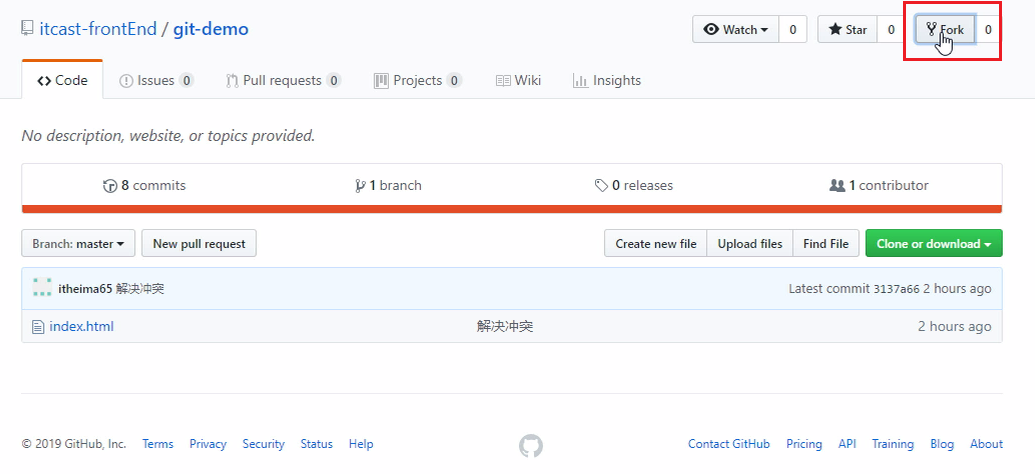 itcast-frontEnd / git-demo Watch 0 Star 0 Fork 0
Code Issues 0 Pull requests 0 Projects 0 Wiki Insights
No description, website, or topics provided.
8 commits 1 branch 0 releases 1 contributor
Branch: master New pull request Create new file Upload files Find File Clone or download
itheima65 解决冲突 Latest commit 3137a66 2 hours ago
index.html 解决冲突 2 hours ago
© 2019 GitHub, Inc. Terms Privacy Security Status Help Contact GitHub Pricing API Training Blog About